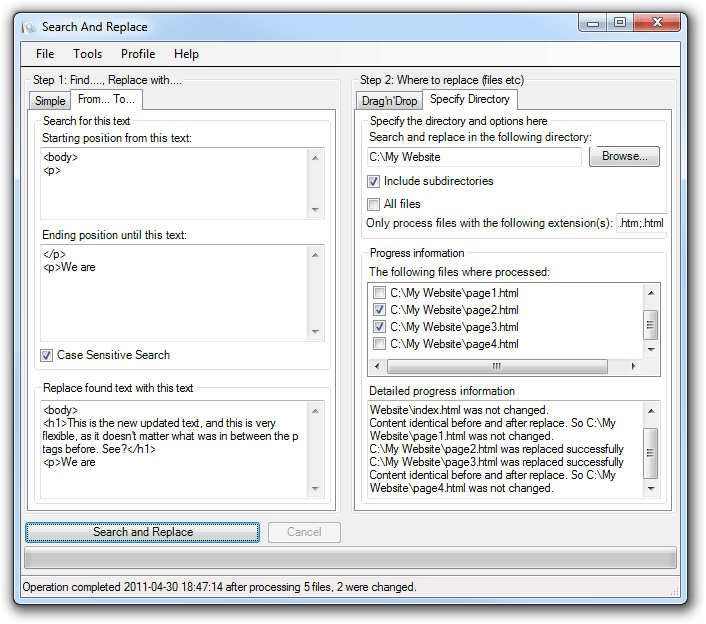 Search And Replace
File Tools Profile Help
Step 1: Find...., Replace with....
Simple From... To...
Search for this text
Starting position from this text:
<body>
<p>
Ending position until this text:
</p>
<p>We are
Case Sensitive Search
Replace found text with this text
<body>
<h1>This is the new updated text, and this is very
flexible, as it doesn't matter what was in between the p
tags before. See?</h1>
<p>We are
Step 2: Where to replace (files etc)
Drag'n'Drop Specify Directory
Specify the directory and options here
Search and replace in the following directory:
C:\My Website Browse...
Include subdirectories
All files
Only process files with the following extension(s): .htm;.html
Progress information
The following files where processed:
C:\My Website\page1.html
C:\My Website\page2.html
C:\My Website\page3.html
C:\My Website\page4.html
Detailed progress information
Website\index.html was not changed.
Content identical before and after replace. So C:\My
Website\page1.html was not changed.
C:\My Website\page2.html was replaced successfully
C:\My Website\page3.html was replaced successfully
Content identical before and after replace. So C:\My
Website\page4.html was not changed.
Search and Replace Cancel
Operation completed 2011-04-30 18:47:14 after processing 5 files, 2 were changed.